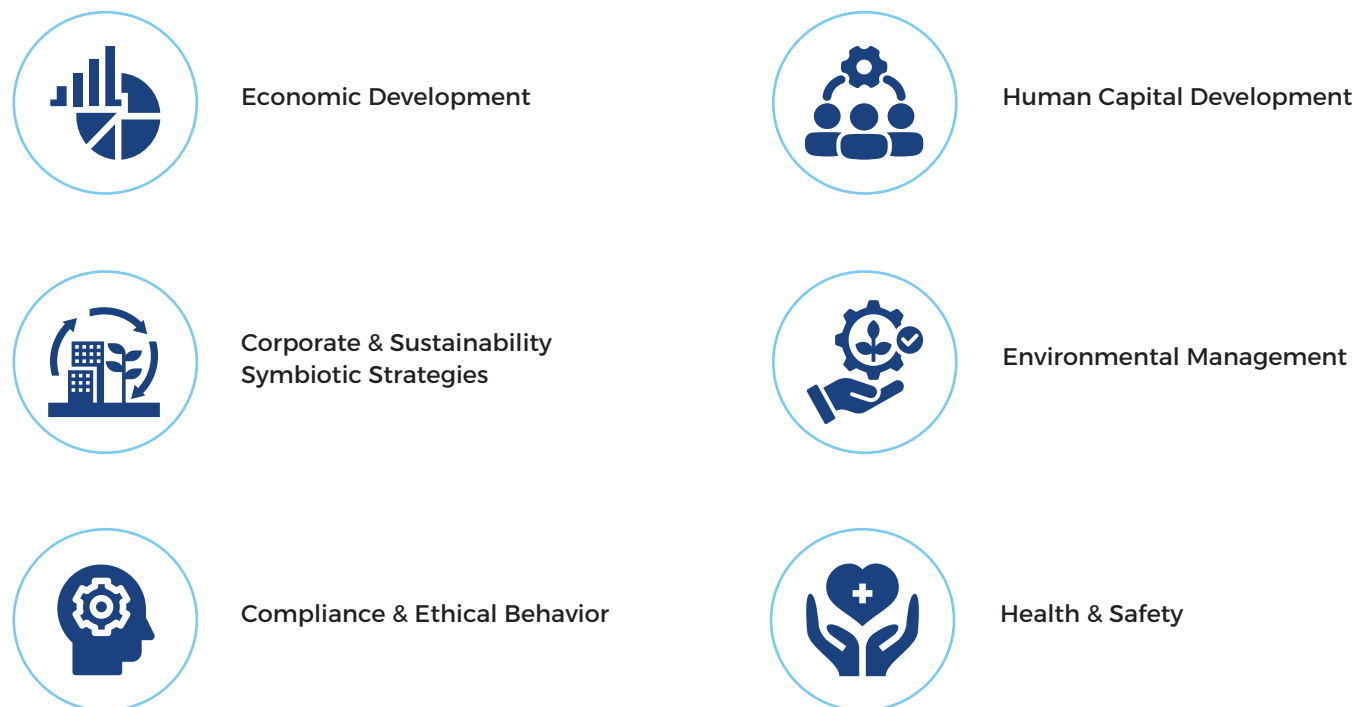 Economic Development
Human Capital Development
Corporate & Sustainability
Symbiotic Strategies
Environmental Management
Compliance & Ethical Behavior
Health & Safety